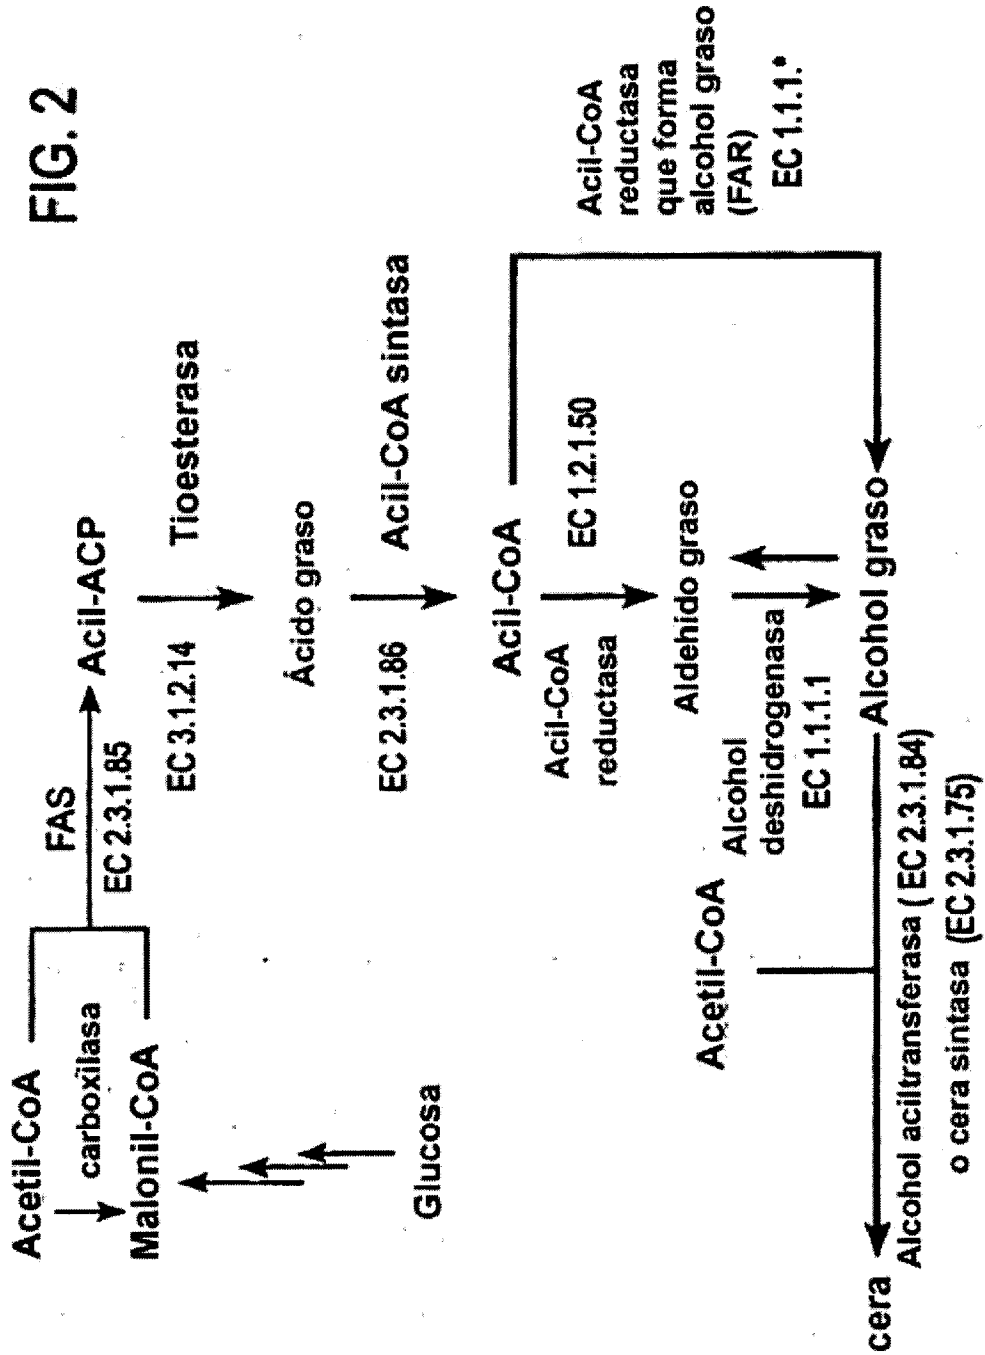 FIG. 2
Acetil-CoA
carboxilasa
Malonil-CoA
Glucosa
FAS
EC 2.3.1.85
Acil-ACP
EC 3.1.2.14
Tioesterasa
Ácido graso
EC 2.3.1.86
Acil-CoA sintasa
Acil-CoA
Acil-CoA
reductasa
EC 1.2.1.50
Aldehido graso
Alcohol
deshidrogenasa
EC 1.1.1.1
Alcohol graso
Acil-CoA
reductasa
que forma
alcohol graso
(FAR)
EC 1.1.1.*
Acetil-CoA
cera
Alcohol aciltransferasa ( EC 2.3.1.84)
o cera sintasa (EC 2.3.1.75)